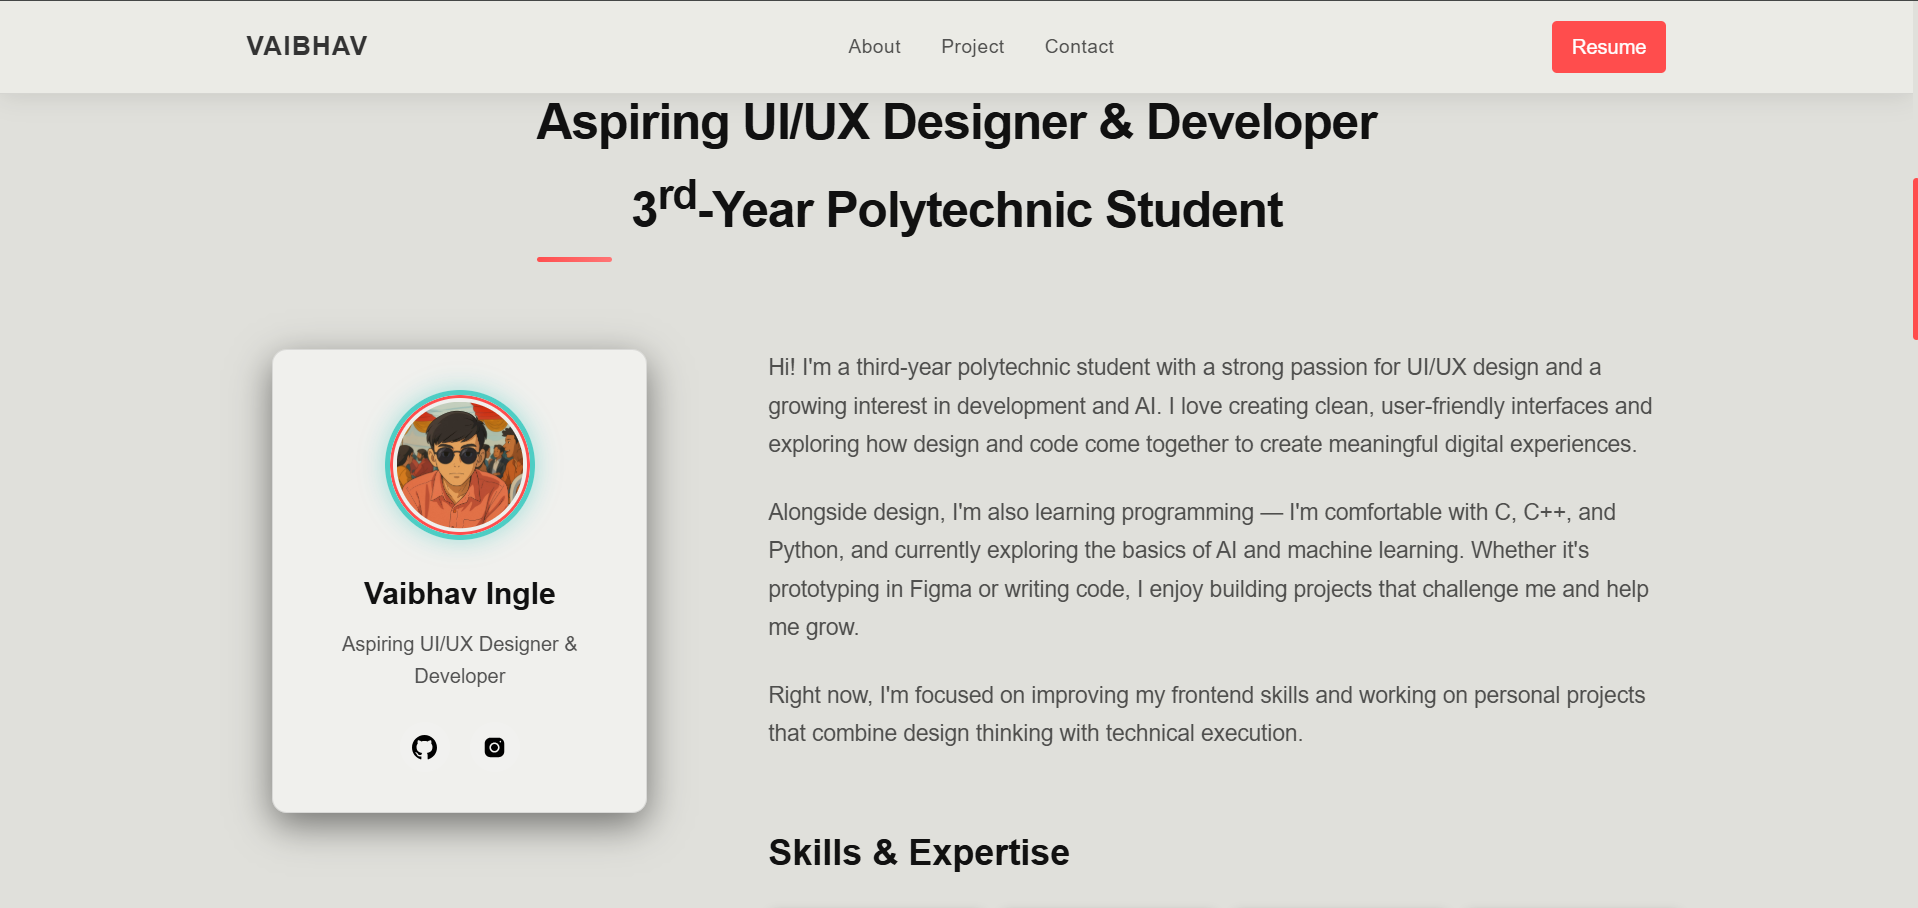 VAIBHAV
About
Project
Contact
Resume
Aspiring UI/UX Designer & Developer
3rd-Year Polytechnic Student
Vaibhav Ingle
Aspiring UI/UX Designer &
Developer
Hi! I'm a third-year polytechnic student with a strong passion for UI/UX design and a
growing interest in development and AI. I love creating clean, user-friendly interfaces and
exploring how design and code come together to create meaningful digital experiences.
Alongside design, I'm also learning programming — I'm comfortable with C, C++, and
Python, and currently exploring the basics of AI and machine learning. Whether it's
prototyping in Figma or writing code, I enjoy building projects that challenge me and help
me grow.
Right now, I'm focused on improving my frontend skills and working on personal projects
that combine design thinking with technical execution.
Skills & Expertise